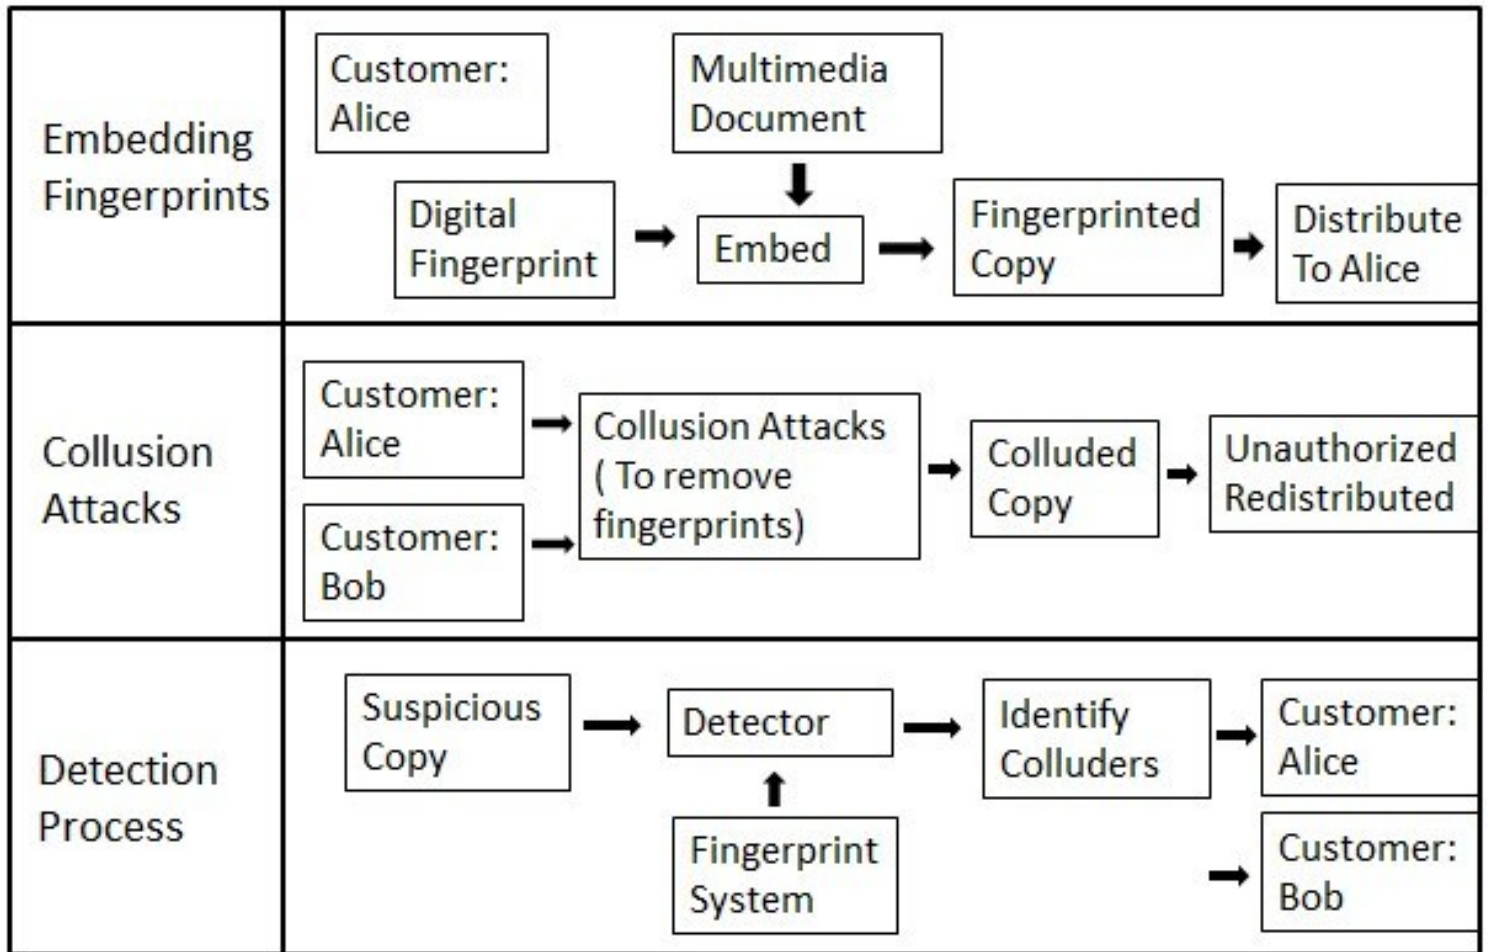 Embedding
Fingerprints
Customer:
Alice
Multimedia
Document
Digital
Fingerprint
Embed
Fingerprinted
Copy
Distribute
To Alice
Collusion
Attacks
Customer:
Alice
Customer:
Bob
Collusion Attacks
( To remove
fingerprints)
Colluded
Copy
Unauthorized
Redistributed
Detection
Process
Suspicious
Copy
Detector
Fingerprint
System
Identify
Colluders
Customer:
Alice
Customer:
Bob